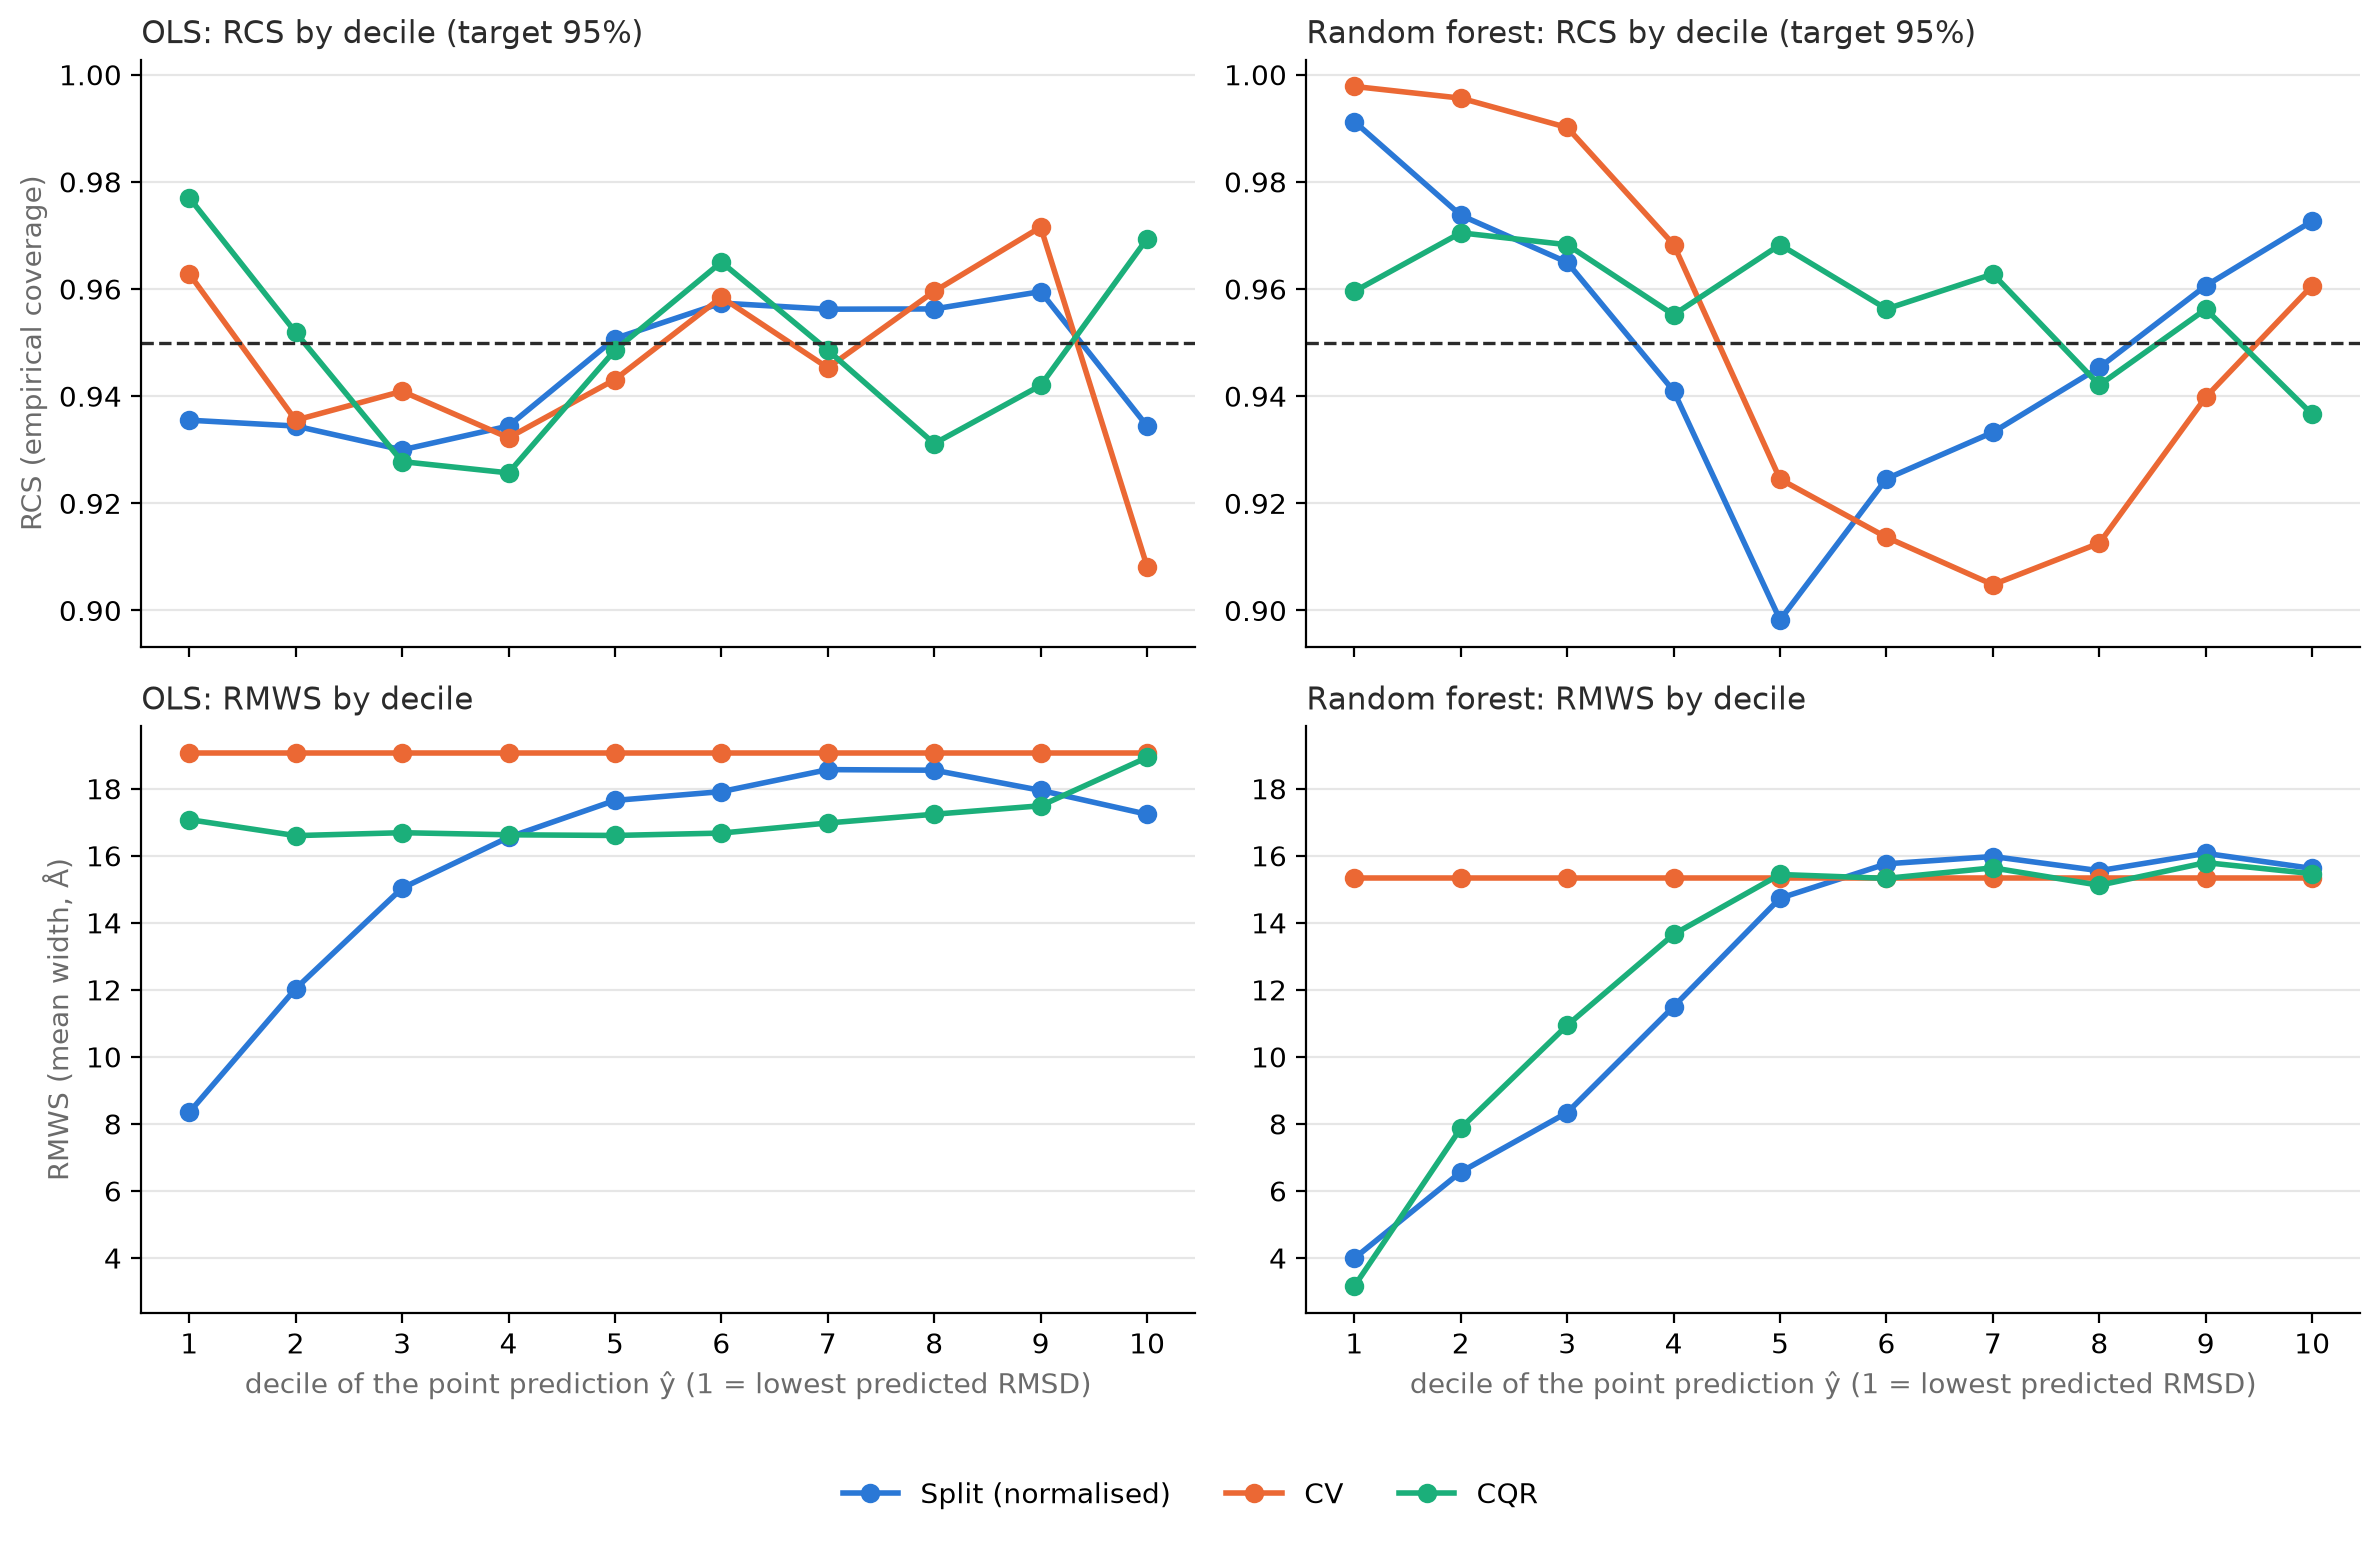 OLS: RCS by decile (target 95%)
RCS (empirical coverage)
1.00
0.98
0.96
0.94
0.92
0.90
Random forest: RCS by decile (target 95%)
1.00
0.98
0.96
0.94
0.92
0.90
OLS: RMWS by decile
RMWS (mean width, Å)
18
16
14
12
10
8
6
4
1 2 3 4 5 6 7 8 9 10
decile of the point prediction ŷ (1 = lowest predicted RMSD)
Random forest: RMWS by decile
18
16
14
12
10
8
6
4
1 2 3 4 5 6 7 8 9 10
decile of the point prediction ŷ (1 = lowest predicted RMSD)
Split (normalised) CV CQR